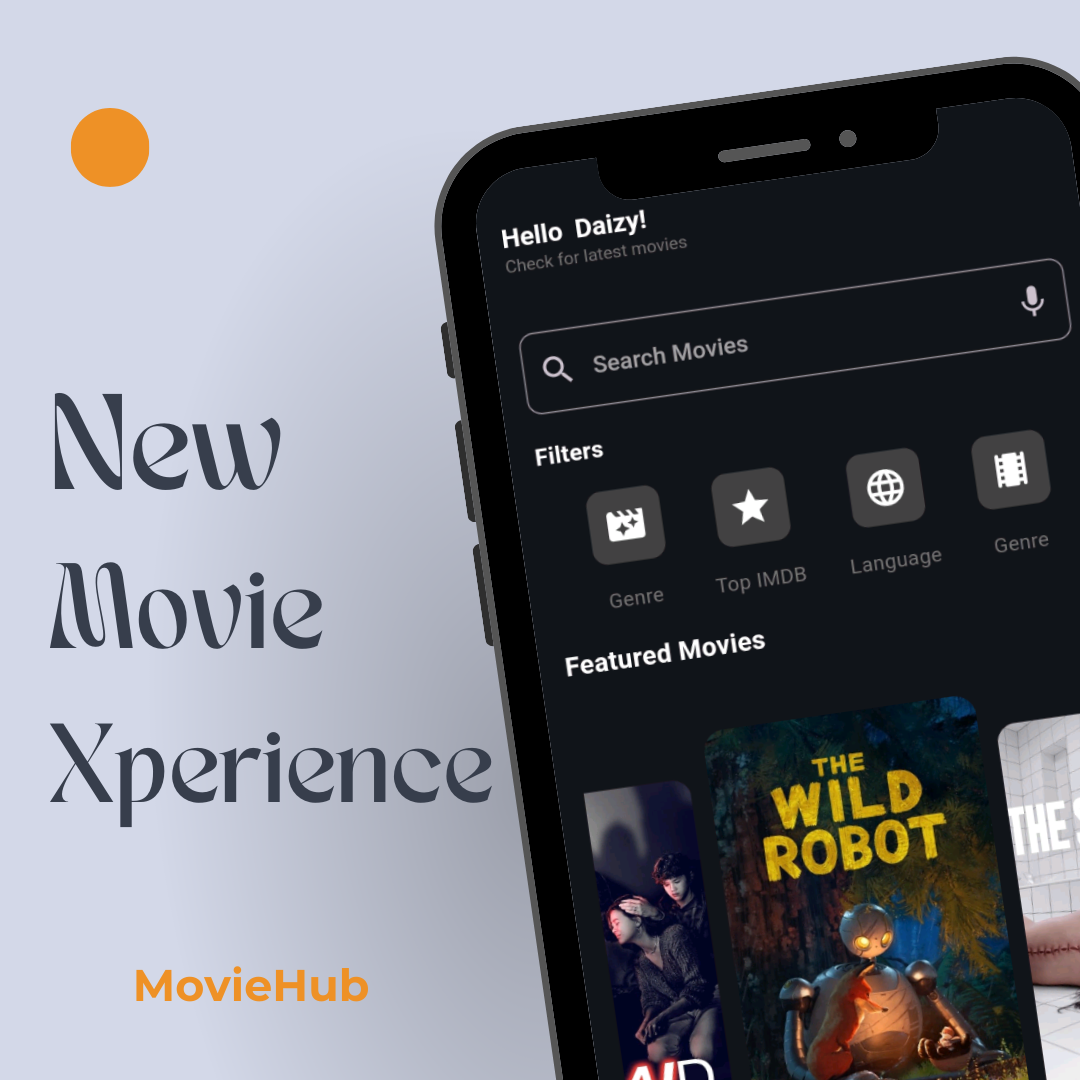 Hello Daizy!
Check for latest movies
Search Movies
Filters
Genre
Top IMDB
Language
Genre
Featured Movies
THE
WILD
ROBOT
THE
New
Movie
Xperience
MovieHub